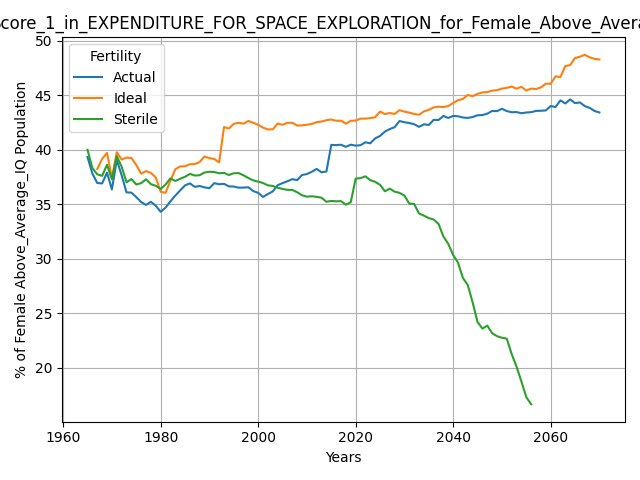 core_1_in_EXPENDITURE_FOR_SPACE_EXPLORATION_for_Female_Above_Avera
Fertility
Actual
Ideal
Sterile
% of Female Above_Average_IQ Population
50
45
40
35
30
25
20
1960
1980
2000
2020
2040
2060
Years